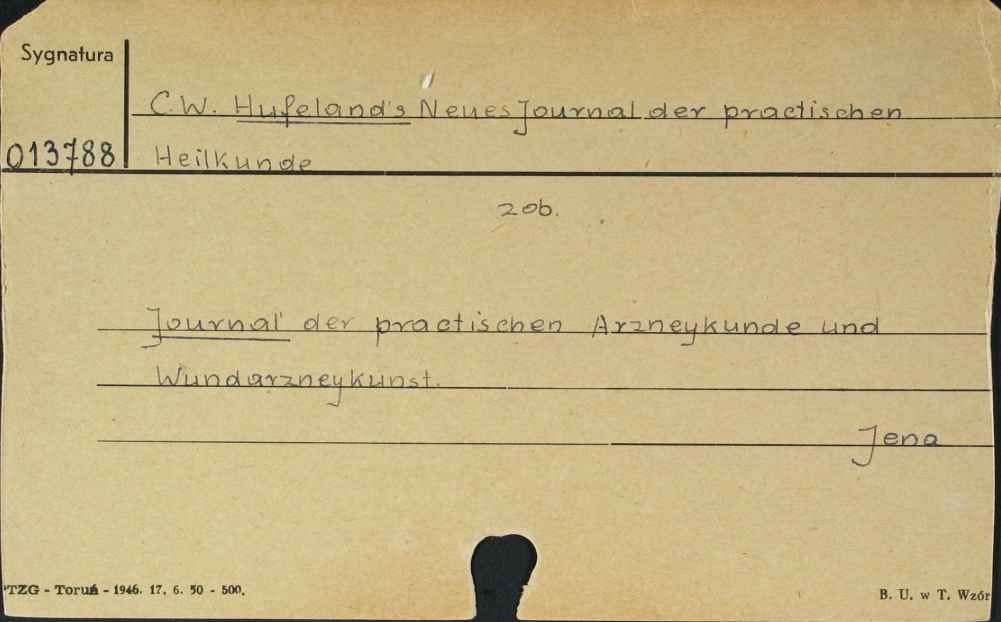 Sygnatura
C.W. Hufeland's Neues Journal der practischen
013788 Heilkunde
zob.
Journal der practischen Arzneykunde und
Wundarzneykunst.
Jena
TZG - Toruń - 1946. 17. 6. 50 - 500.
B. U. w T. Wzór